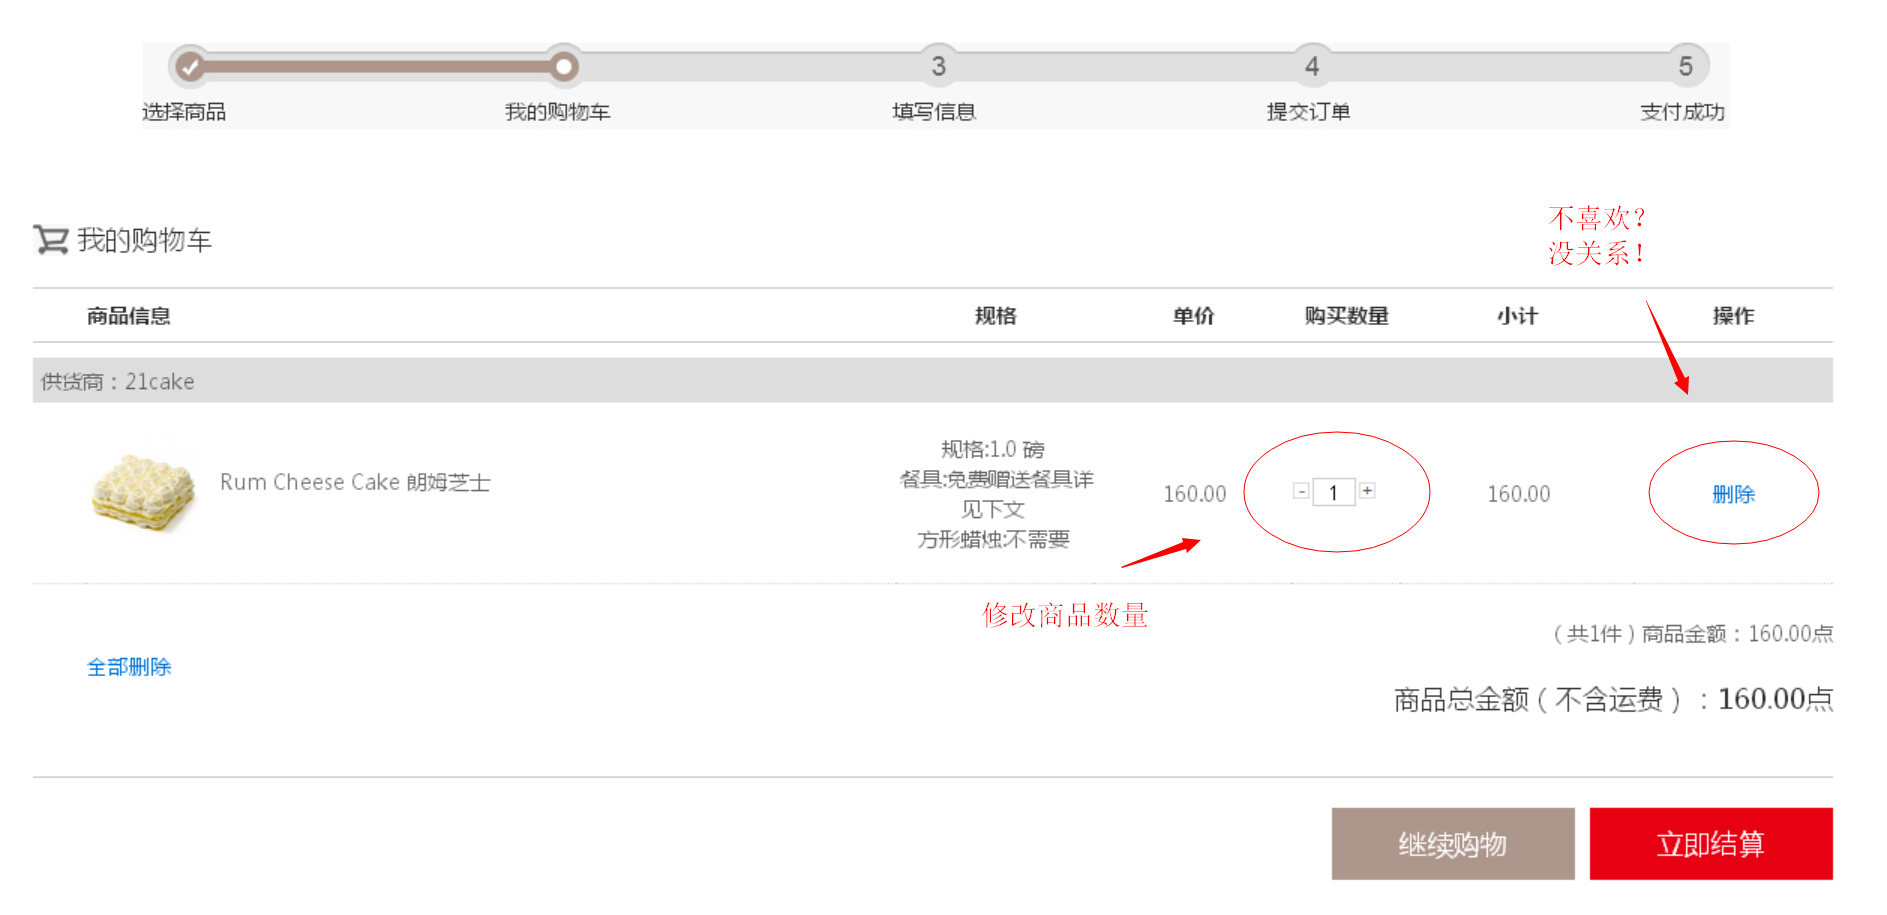 3 4 5
选择商品 我的购物车 填写信息 提交订单 支付成功
不喜欢?
没关系!
我的购物车
商品信息 规格 单价 购买数量 小计 操作
供货商：21cake
规格:1.0 磅
餐具:免费赠送餐具详
见下文
方形蜡烛:不需要
Rum Cheese Cake 朗姆芝士
160.00 - 1 + 160.00 删除
修改商品数量
（共1件）商品金额：160.00点
全部删除
商品总金额（不含运费）：160.00点
继续购物 立即结算